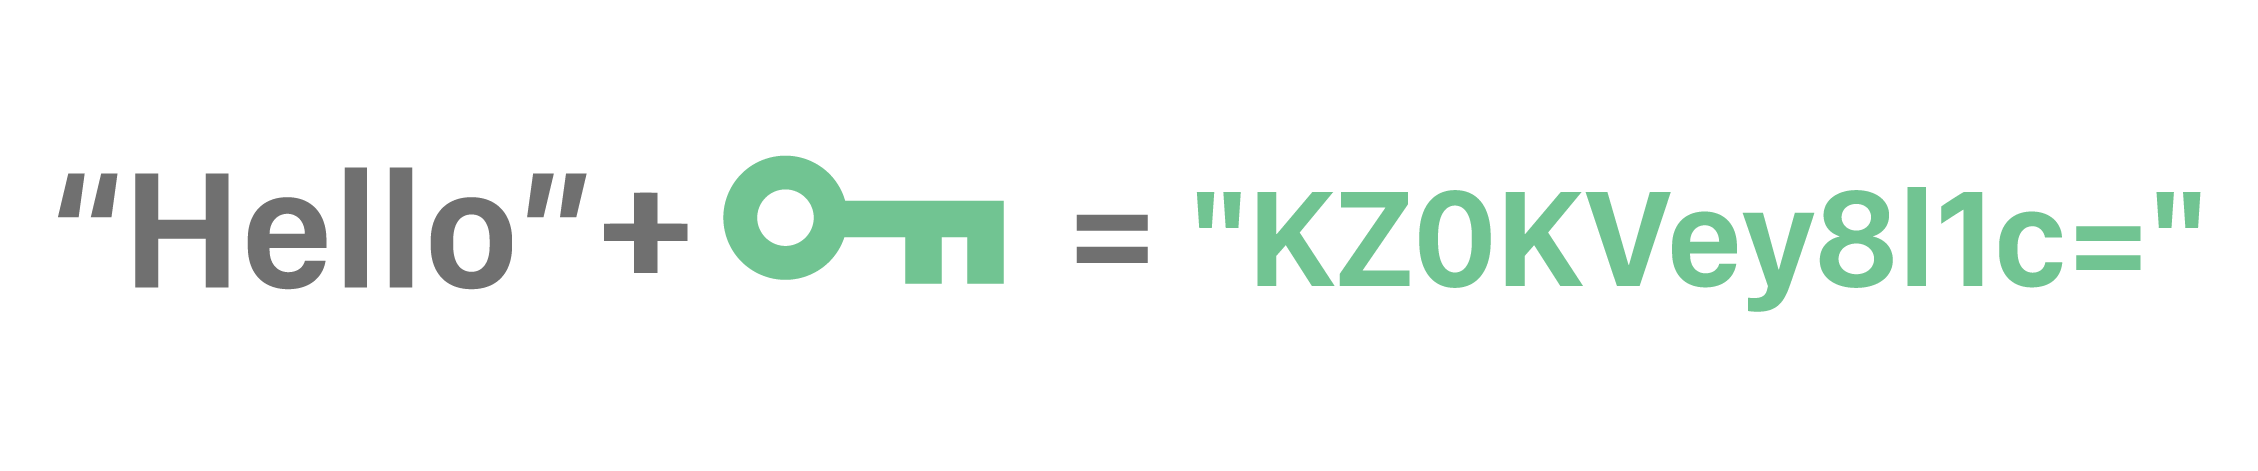 “Hello”+ = "KZ0KVey8l1c="